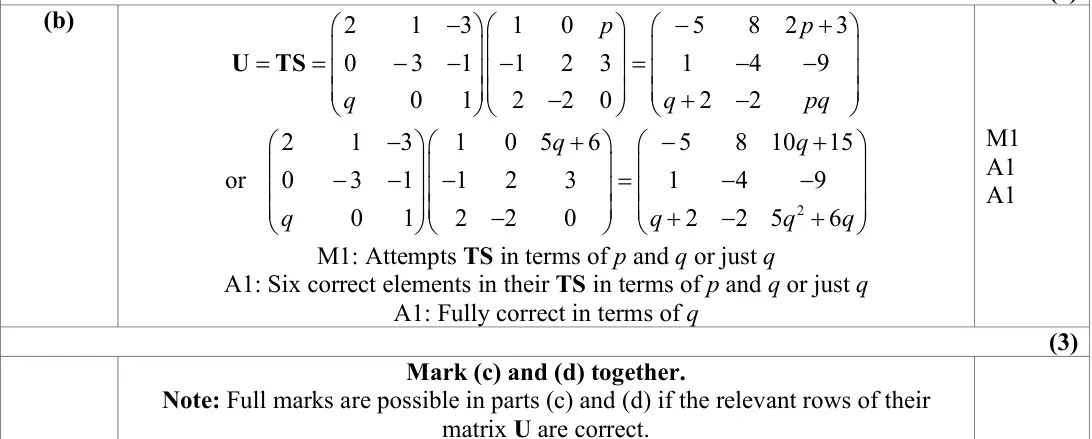 (b)
2 1 −3 1 0 p − 5 8 2p + 3
U = TS = 0 − 3 −1 −1 2 3 = 1 −4 −9
q 0 1 2 − 2 0 q + 2 − 2 pq
2 1 −3 1 0 5q + 6 − 5 8 10q + 15
or 0 − 3 −1 −1 2 3 = 1 −4 −9
q 0 1 2 − 2 0 q + 2 − 2 5q² + 6q
M1: Attempts TS in terms of p and q or just q
A1: Six correct elements in their TS in terms of p and q or just q
A1: Fully correct in terms of q
M1
A1
A1
(3)
Mark (c) and (d) together.
Note: Full marks are possible in parts (c) and (d) if the relevant rows of their
matrix U are correct.